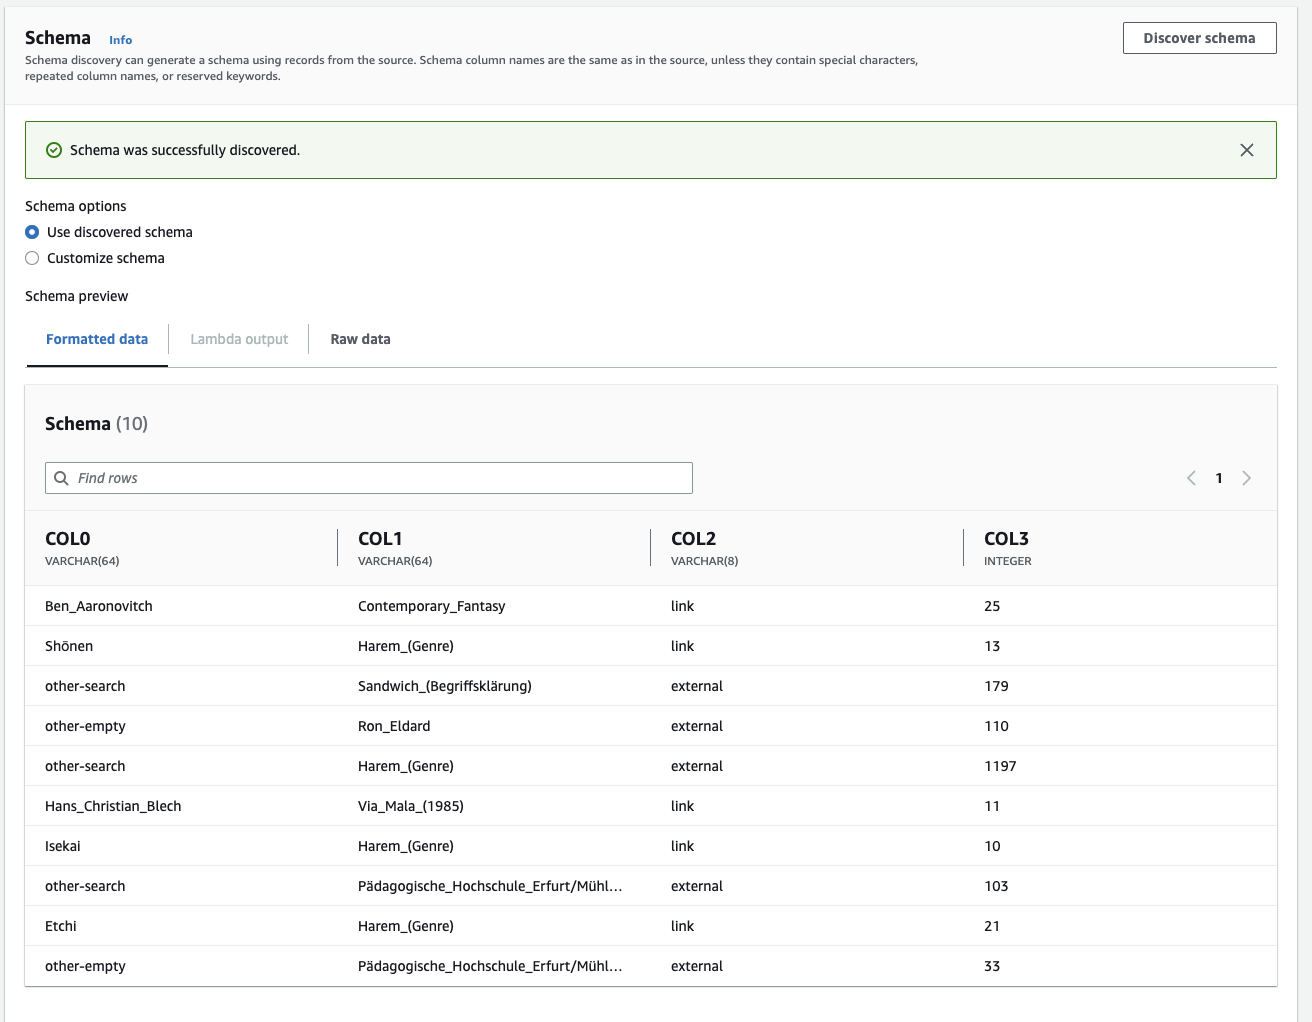 Schema Info
Discover schema
Schema discovery can generate a schema using records from the source. Schema column names are the same as in the source, unless they contain special characters,
repeated column names, or reserved keywords.
Schema was successfully discovered.
Schema options
Use discovered schema
Customize schema
Schema preview
Formatted data Lambda output Raw data
Schema (10)
Find rows
1
COL0 COL1 COL2 COL3
VARCHAR(64) VARCHAR(64) VARCHAR(8) INTEGER
Ben_Aaronovitch Contemporary_Fantasy link 25
Shōnen Harem_(Genre) link 13
other-search Sandwich_(Begriffsklärung) external 179
other-empty Ron_Eldard external 110
other-search Harem_(Genre) external 1197
Hans_Christian_Blech Via_Mala_(1985) link 11
Isekai Harem_(Genre) link 10
other-search Pädagogische_Hochschule_Erfurt/Mühl... external 103
Etchi Harem_(Genre) link 21
other-empty Pädagogische_Hochschule_Erfurt/Mühl... external 33